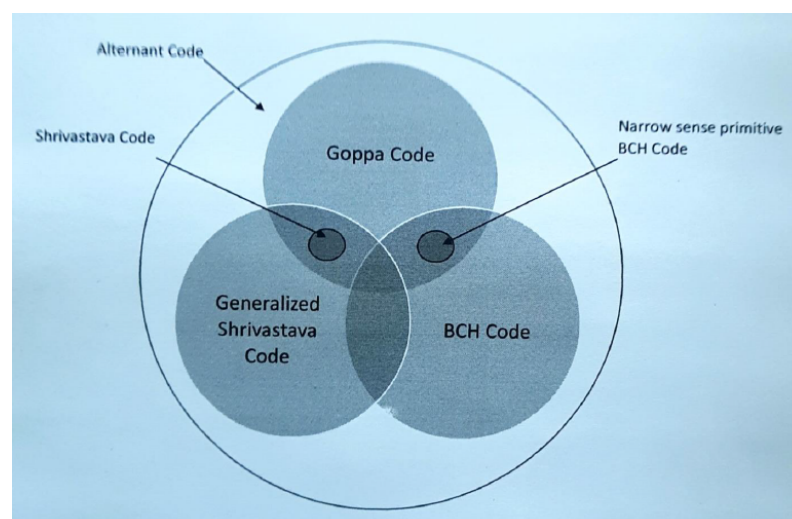 Alternant Code
Shrivastava Code
Narrow sense primitive
BCH Code
Goppa Code
Generalized
Shrivastava
Code
BCH Code